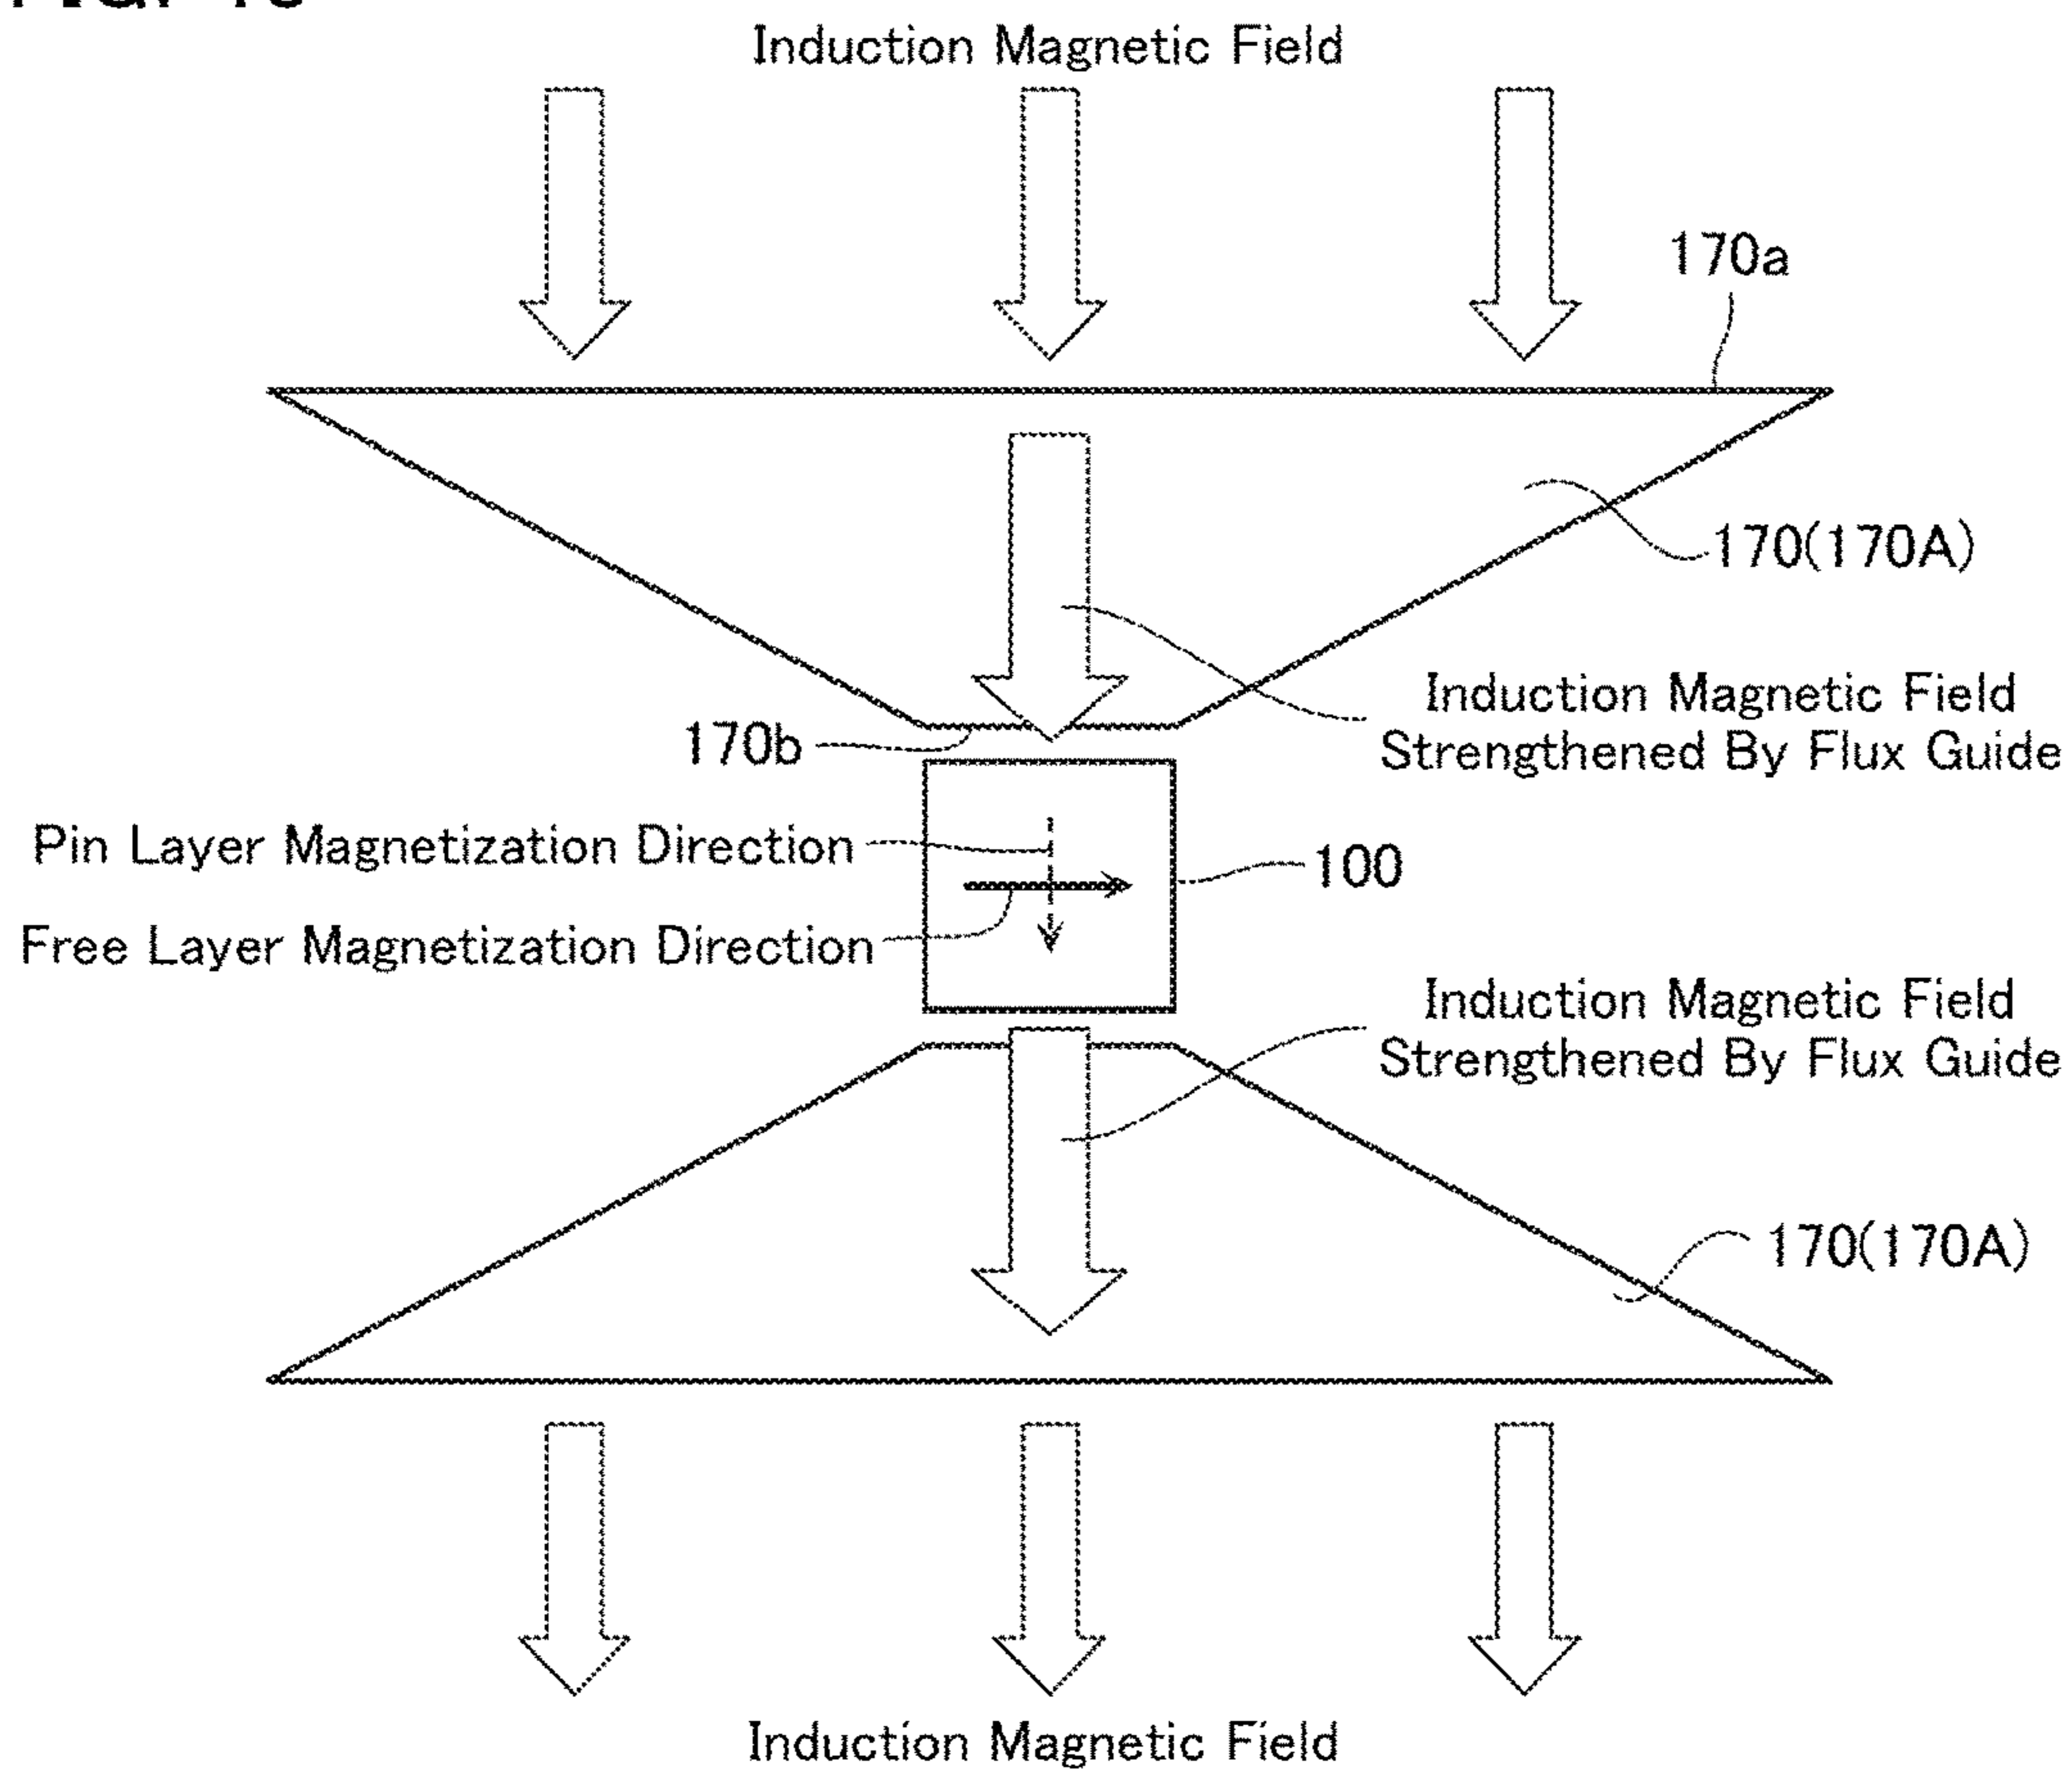 Induction Magnetic Field
170a
170(170A)
Induction Magnetic Field
Strengthened By Flux Guide
170b
Pin Layer Magnetization Direction
100
Free Layer Magnetization Direction
Induction Magnetic Field
Strengthened By Flux Guide
170(170A)
Induction Magnetic Field